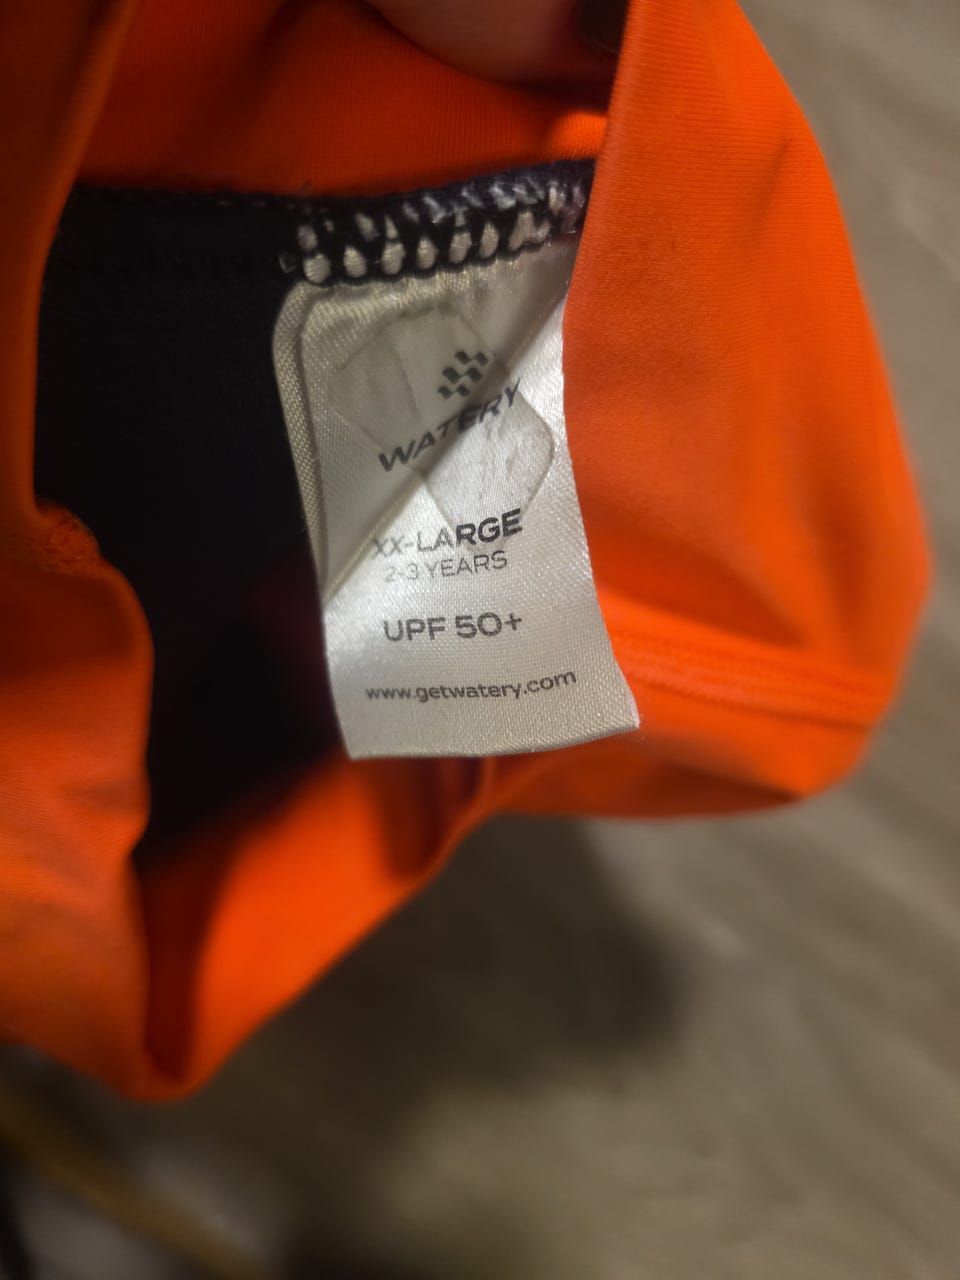 WATERY
XX-LARGE
2-3 YEARS
UPF 50+
www.getwatery.com